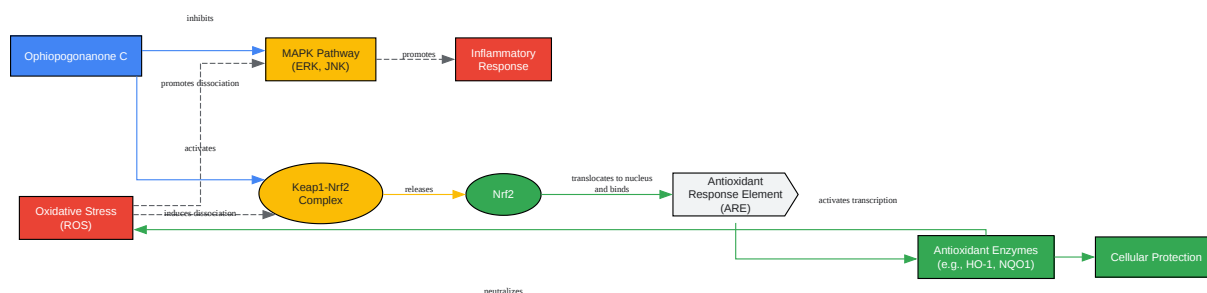 inhibits
Ophiopogonanone C
MAPK Pathway
(ERK, JNK)
promotes
Inflammatory
Response
promotes dissociation
activates
Keap1-Nrf2
Complex
releases
Nrf2
translocates to nucleus
and binds
Antioxidant
Response Element
(ARE)
activates transcription
Oxidative Stress
(ROS)
induces dissociation
Antioxidant Enzymes
(e.g., HO-1, NQO1)
Cellular Protection
neutralizes